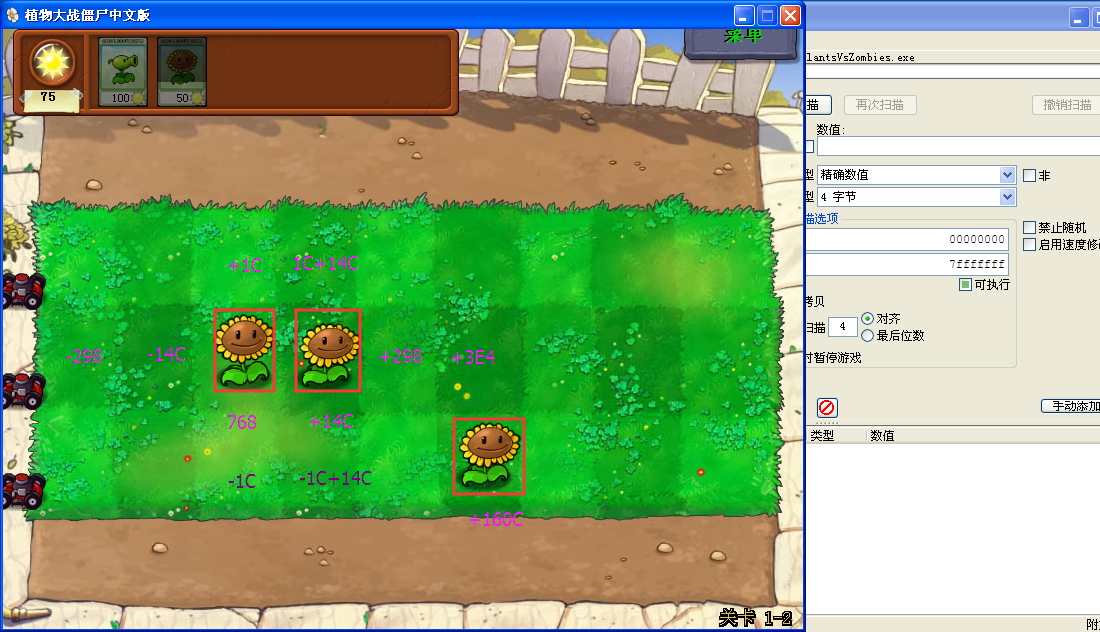 植物大战僵尸中文版
菜单
75
100
50
lantsVsZombies.exe
描
再次扫描
撤销扫描
数值:
型
精确数值
非
型
4 字节
描选项
禁止随机
00000000
启用速度修
7fffffff
可执行
拷贝
扫描
4
对齐
最后位数
时暂停游戏
手动添加
类型
数值
+1C
1C+14C
-298
-14C
+298
+3E4
768
+14C
-1C
-1C+14C
+160C
关卡 1-2
附